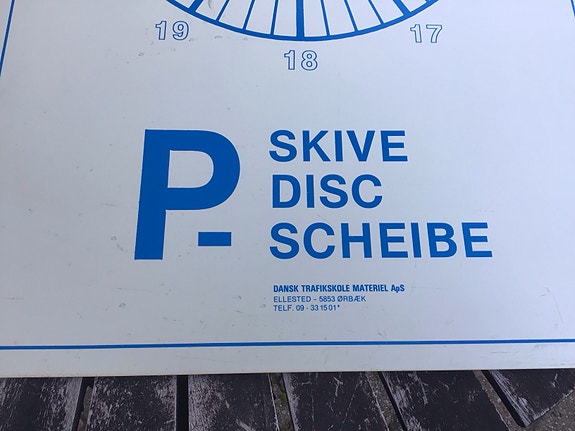 19 18 17
P-
SKIVE
DISC
SCHEIBE
DANSK TRAFIKSKOLE MATERIEL ApS
ELLESTED - 5853 ØRBÆK
TELF. 09 - 33 15 01*